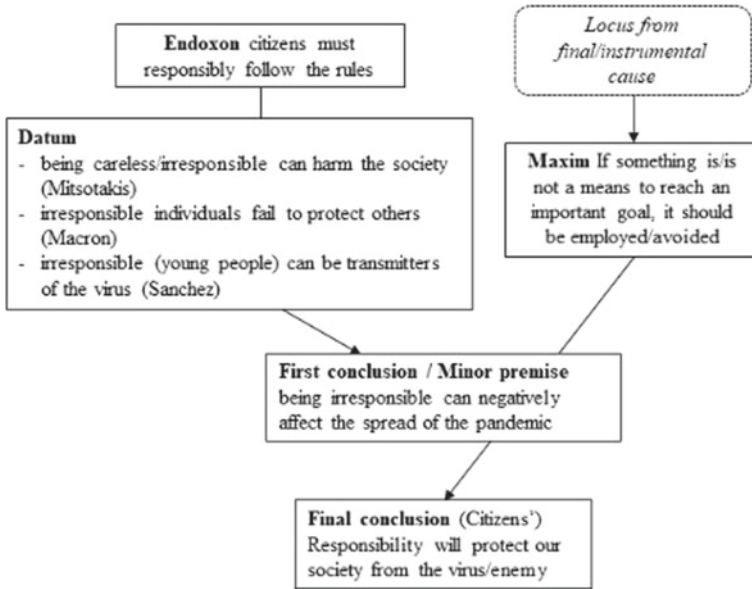 Endoxon citizens must
responsibly follow the rules
Locus from
final/instrumental
cause
Datum
- being careless/irresponsible can harm the society
(Mitsotakis)
- irresponsible individuals fail to protect others
(Macron)
- irresponsible (young people) can be transmitters
of the virus (Sanchez)
Maxim If something is/is
not a means to reach an
important goal, it should
be employed/avoided
First conclusion / Minor premise
being irresponsible can negatively
affect the spread of the pandemic
Final conclusion (Citizens’)
Responsibility will protect our
society from the virus/enemy